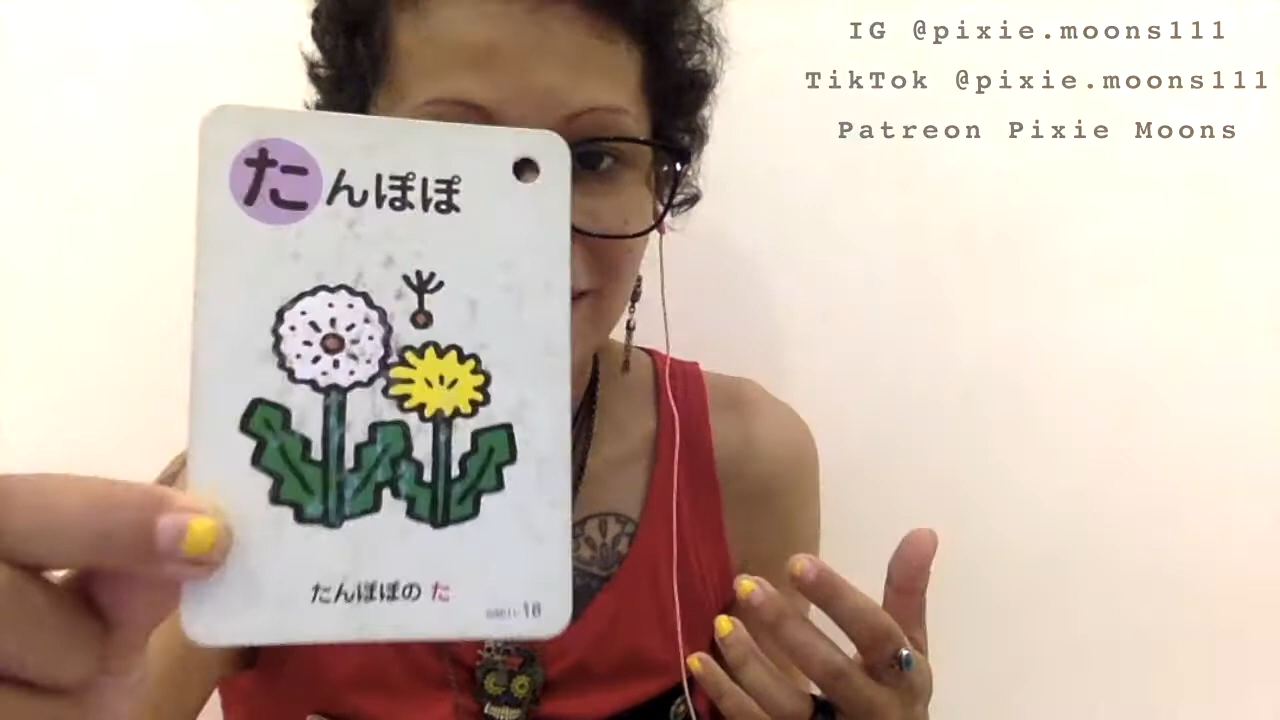 IG @pixie.moons111
TikTok @pixie.moons111
Patreon Pixie Moons
たんぽぽ
たんぽぽの た
18